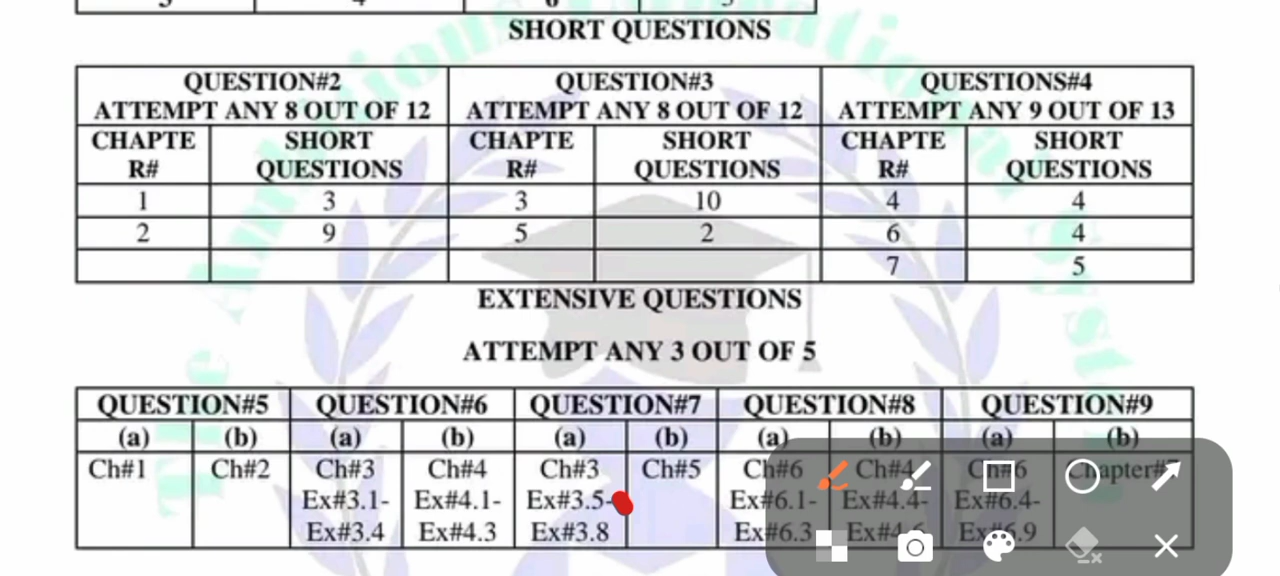 3 4 6 5
SHORT QUESTIONS
QUESTION#2 QUESTION#3 QUESTIONS#4
ATTEMPT ANY 8 OUT OF 12 ATTEMPT ANY 8 OUT OF 12 ATTEMPT ANY 9 OUT OF 13
CHAPTE SHORT CHAPTE SHORT CHAPTE SHORT
R# QUESTIONS R# QUESTIONS R# QUESTIONS
1 3 3 10 4 4
2 9 5 2 6 4
7 5
EXTENSIVE QUESTIONS
ATTEMPT ANY 3 OUT OF 5
QUESTION#5 QUESTION#6 QUESTION#7 QUESTION#8 QUESTION#9
(a) (b) (a) (b) (a) (b) (a) (b) (a) (b)
Ch#1 Ch#2 Ch#3 Ch#4 Ch#3 Ch#5 Ch#6 Ch#4 Ch#6 Chapter#
Ex#3.1- Ex#4.1- Ex#3.5- Ex#6.1- Ex#4.4- Ex#6.4-
Ex#3.4 Ex#4.3 Ex#3.8 Ex#6.3 Ex#4. Ex#6.9